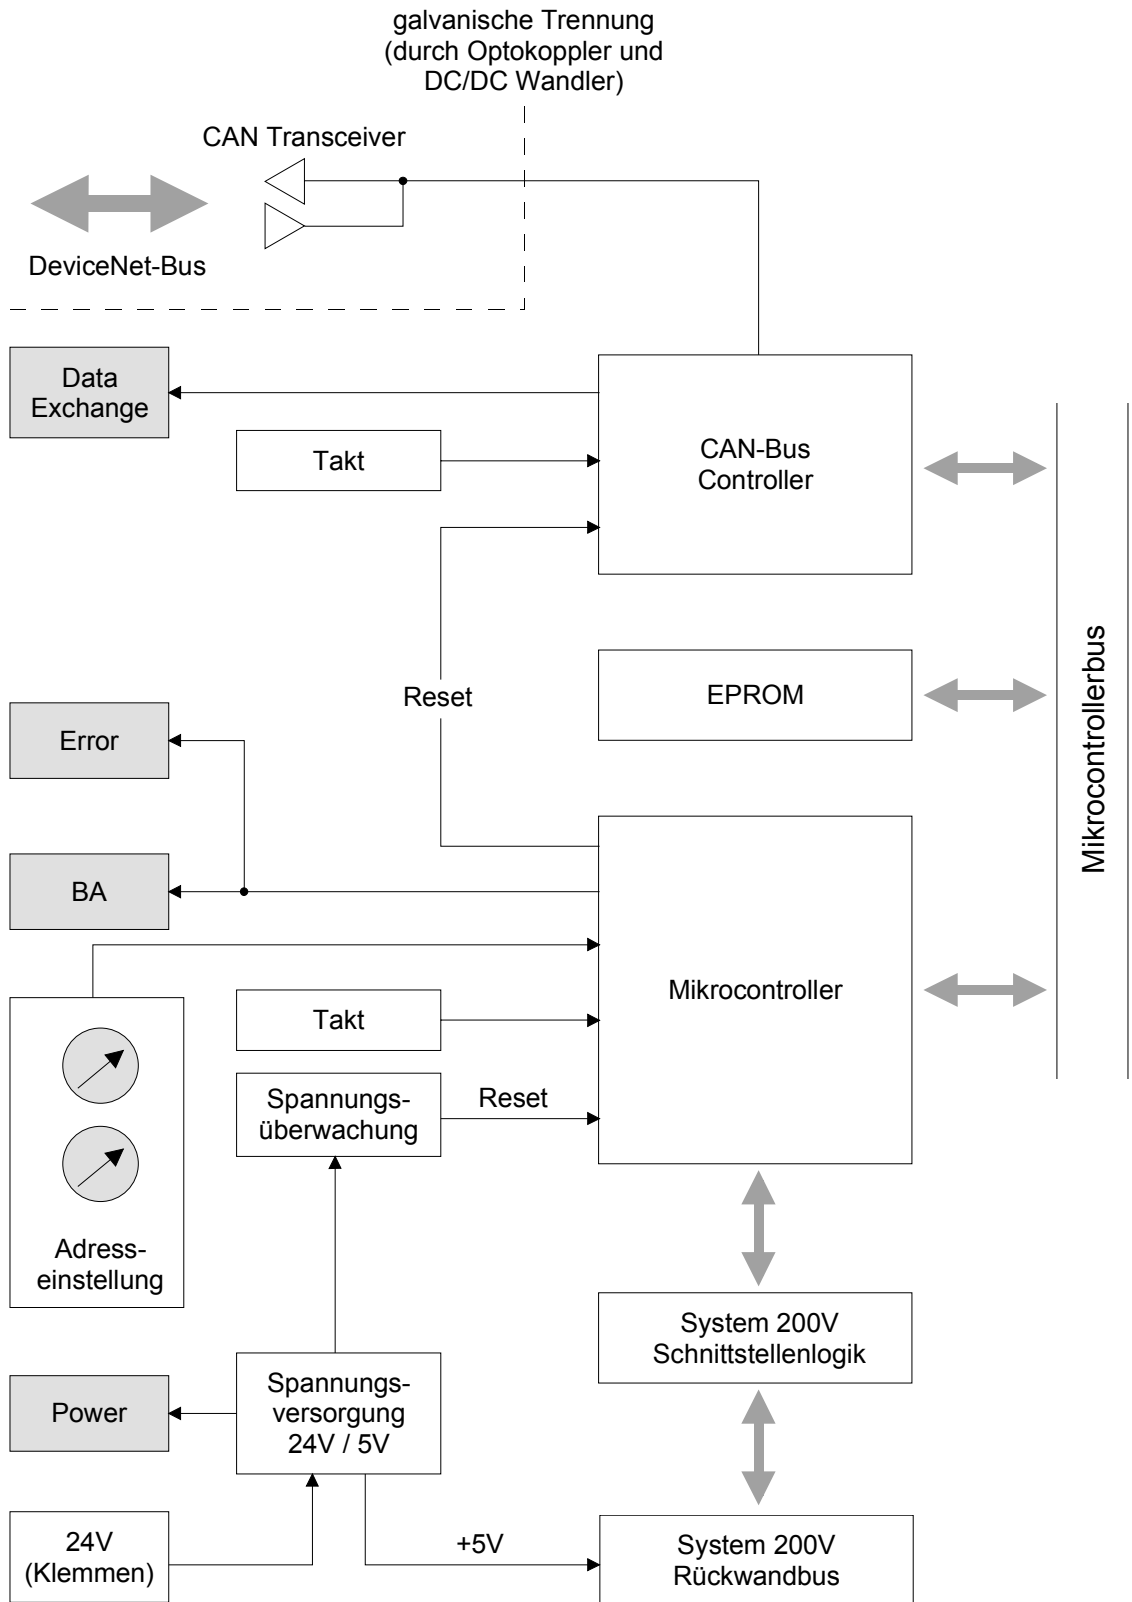 galvanische Trennung
(durch Optokoppler und
DC/DC Wandler)
CAN Transceiver
DeviceNet-Bus
Data
Exchange
Takt
CAN-Bus
Controller
Reset
EPROM
Mikrocontrollerbus
Error
BA
Mikrocontroller
Takt
Spannungs-
überwachung
Reset
Adress-
einstellung
System 200V
Schnittstellenlogik
Power
Spannungs-
versorgung
24V / 5V
24V
(Klemmen)
+5V
System 200V
Rückwandbus